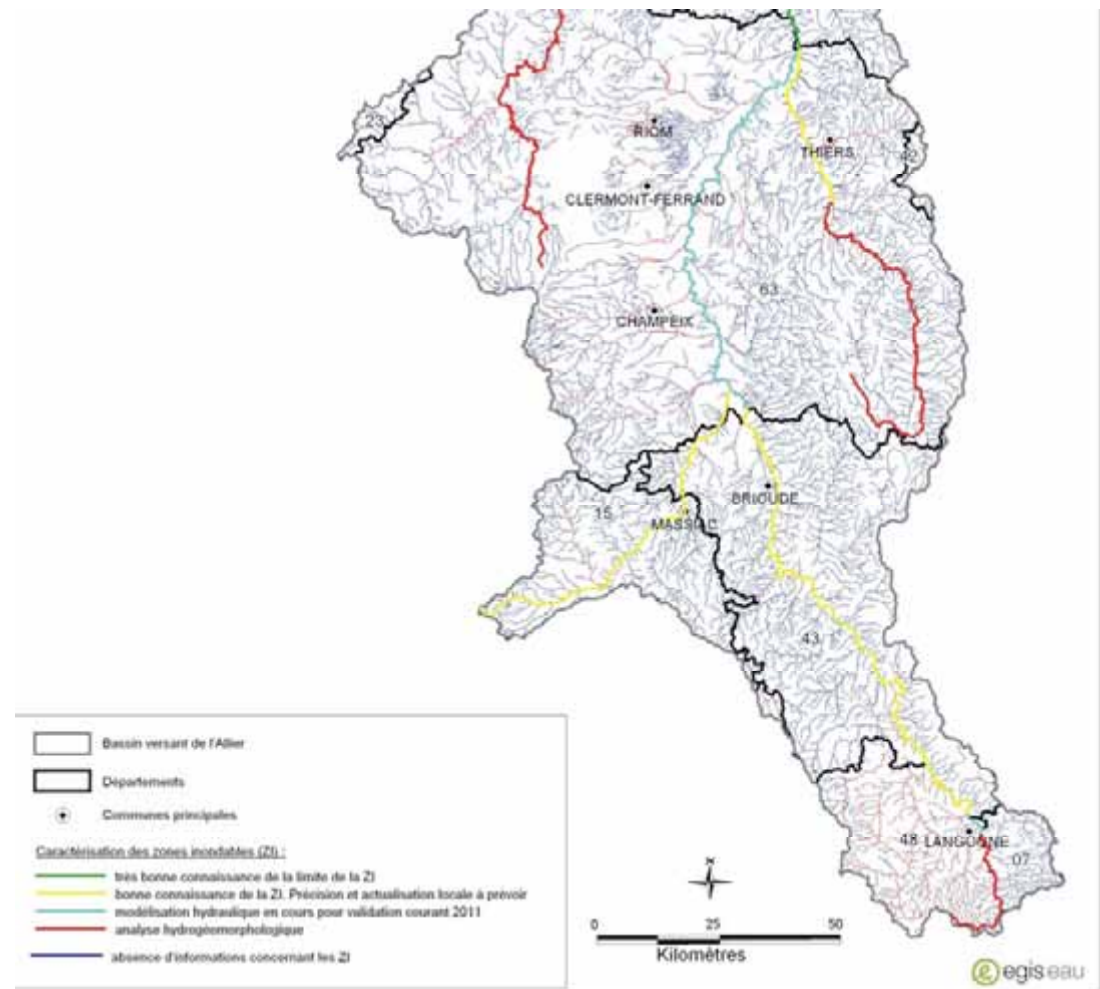 23
RIOM
THIERS
42
CLERMONT-FERRAND
63
CHAMPEIX
BRIOUDE
15
MASSIAC
43
48 LANGOGNE
07
Bassin versant de l'Allier
Départements
Communes principales
Caractérisation des zones inondables (ZI) :
très bonne connaissance de la limite de la ZI
bonne connaissance de la ZI. Précision et actualisation locale à prévoir
modélisation hydraulique en cours pour validation courant 2011
analyse hydrogéomorphologique
absence d'informations concernant les ZI
N
0 25 50
Kilomètres
egis eau